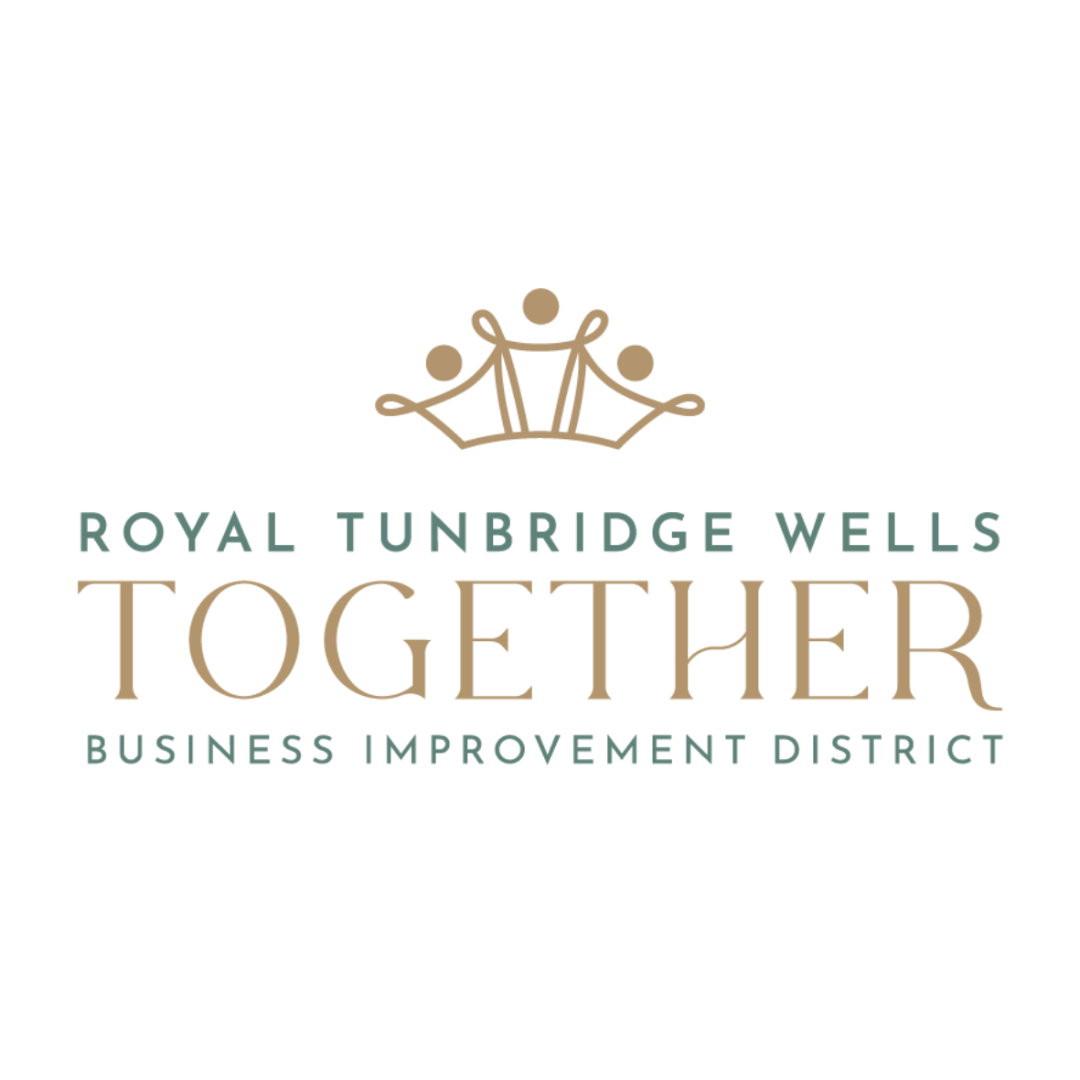 ROYAL TUNBRIDGE WELLS
TOGETHER
BUSINESS IMPROVEMENT DISTRICT